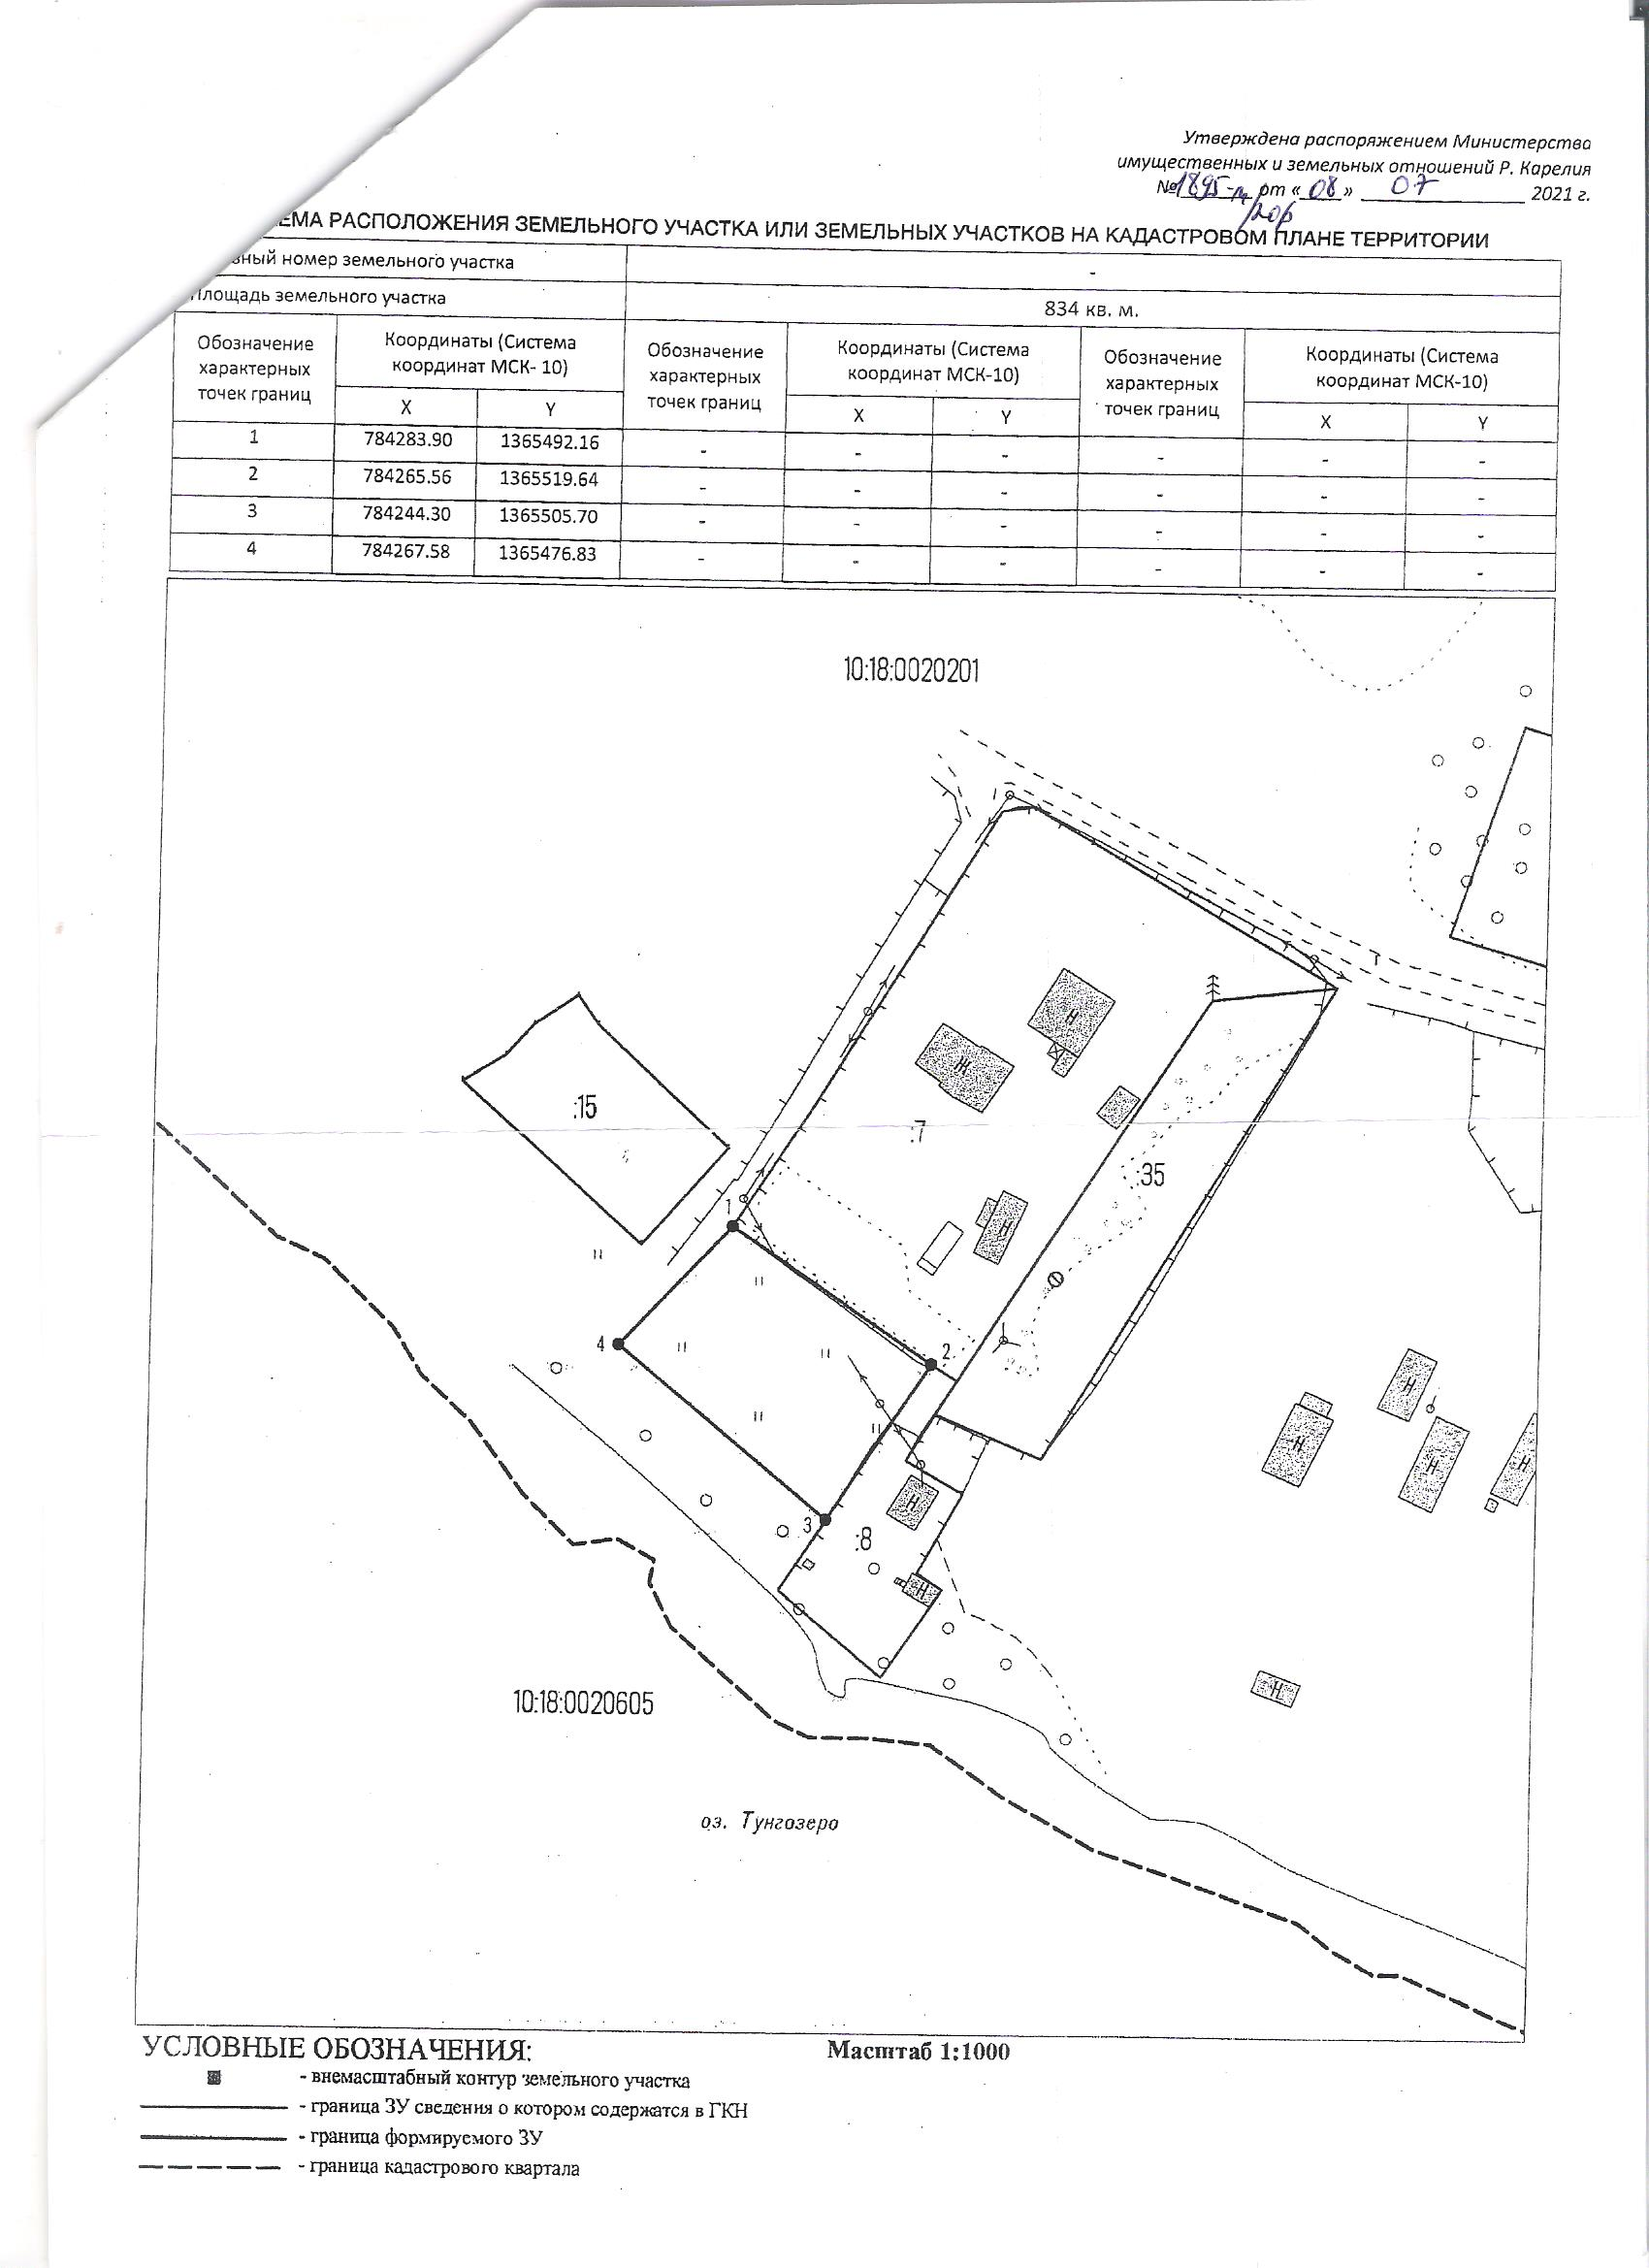 Утверждена распоряжением Министерства
имущественных и земельных отношений Р. Карелия
№ от « 08 » 07 2021 г.
РАСПОЛОЖЕНИЯ ЗЕМЕЛЬНОГО УЧАСТКА ИЛИ ЗЕМЕЛЬНЫХ УЧАСТКОВ НА КАДАСТРОВОМ ПЛАНЕ ТЕРРИТОРИИ
номер земельного участка -
Площадь земельного участка 834 кв. м.
Обозначение характерных точек границ Координаты (Система координат МСК- 10) Обозначение характерных точек границ Координаты (Система координат МСК-10) Обозначение характерных точек границ Координаты (Система координат МСК-10)
X Y X Y X Y
1 784283.90 1365492.16 - - - - - -
2 784265.56 1365519.64 - - - - - -
3 784244.30 1365505.70 - - - - - -
4 784267.58 1365476.83 - - - - - -
10:18:0020201
Н
Ж
:15
:7
:35
1
Н
4
2
Н
Н
Н
Н
Н
3
:8
Н
Н
10:18:0020605
оз. Тунгозеро
УСЛОВНЫЕ ОБОЗНАЧЕНИЯ:
Масштаб 1:1000
- внемасштабный контур земельного участка
- граница ЗУ сведения о котором содержатся в ГКН
- граница формируемого ЗУ
- граница кадастрового квартала